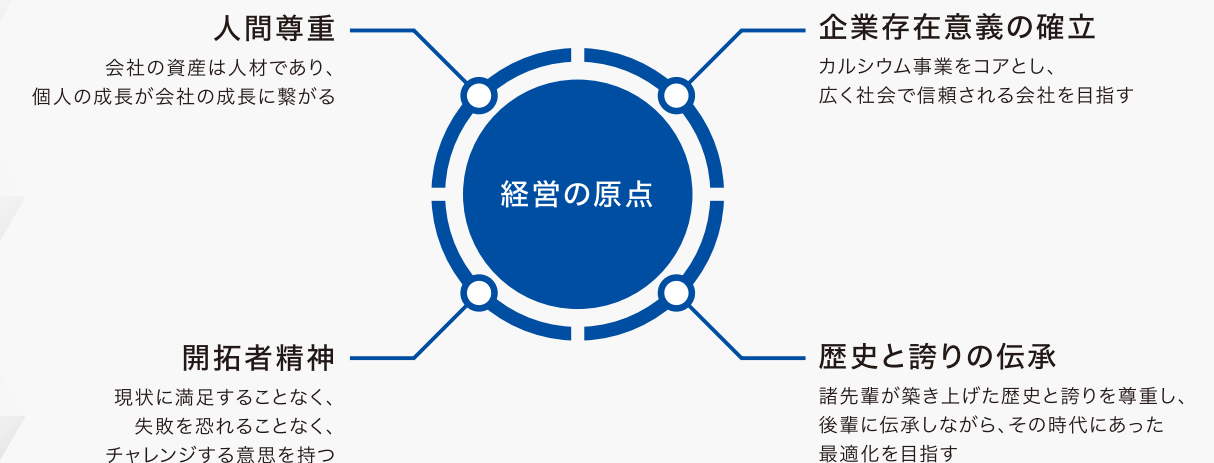 人間尊重
会社の資産は人材であり、
個人の成長が会社の成長に繋がる
企業存在意義の確立
カルシウム事業をコアとし、
広く社会で信頼される会社を目指す
経営の原点
開拓者精神
現状に満足することなく、
失敗を恐れることなく、
チャレンジする意思を持つ
歴史と誇りの伝承
諸先輩が築き上げた歴史と誇りを尊重し、
後輩に伝承しながら、その時代にあった
最適化を目指す